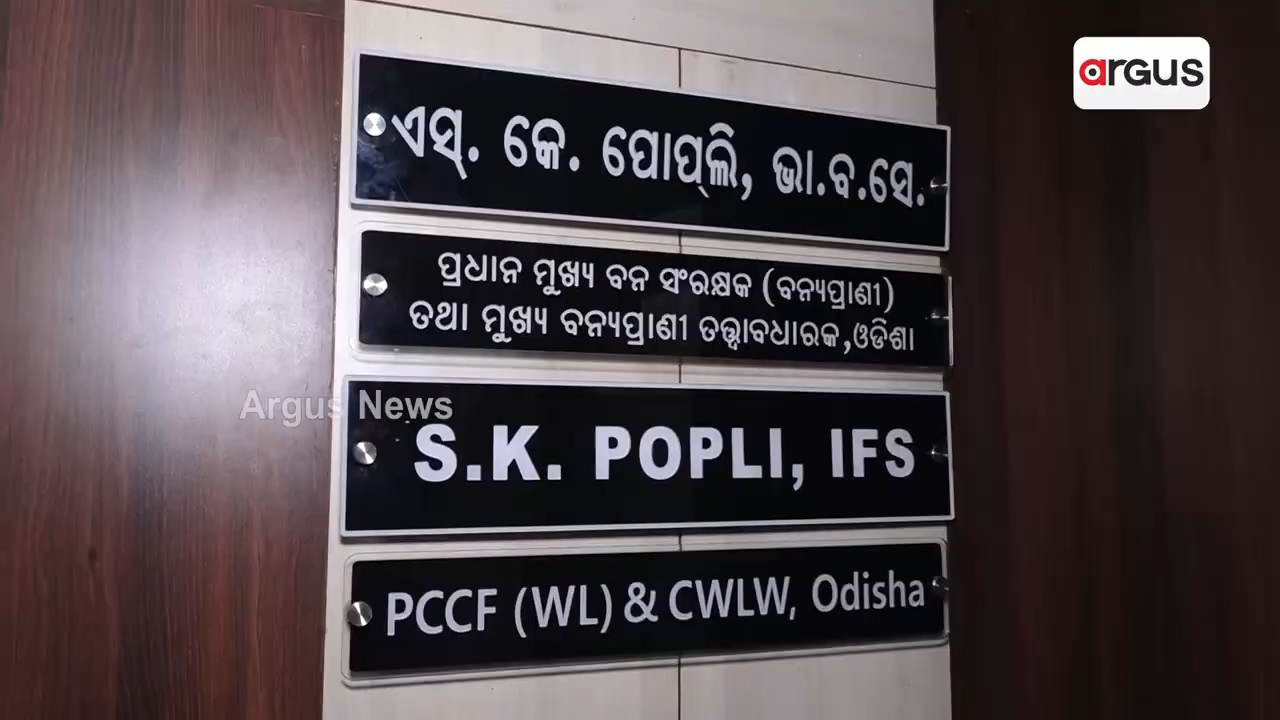 argus
ଏସ୍. କେ. ପୋପ୍‌ଲି, ଭା.ବ.ସେ.
ପ୍ରଧାନ ମୁଖ୍ୟ ବନ ସଂରକ୍ଷକ (ବନ୍ୟପ୍ରାଣୀ)
ତଥା ମୁଖ୍ୟ ବନ୍ୟପ୍ରାଣୀ ତତ୍ତ୍ୱାବଧାରକ,ଓଡିଶା
Argus News
S.K. POPLI, IFS
PCCF (WL) & CWLW, Odisha